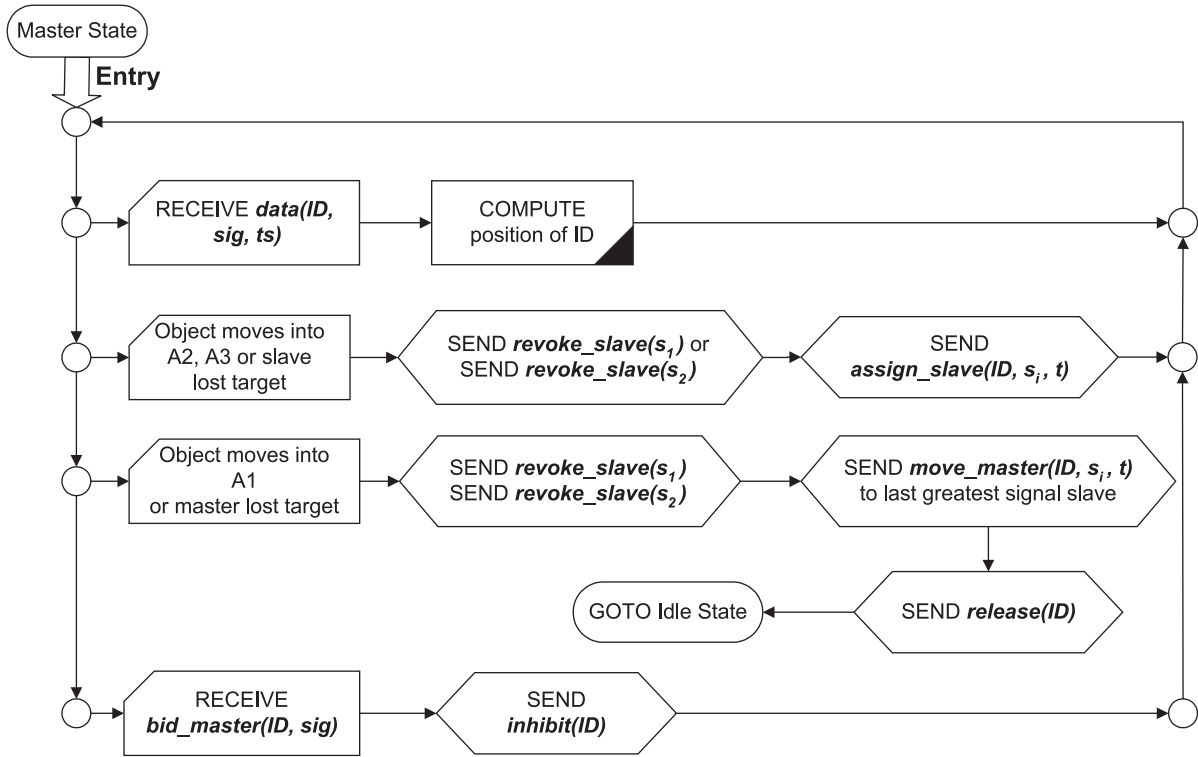 Master State
Entry
RECEIVE data(ID,
sig, ts)
COMPUTE
position of ID
Object moves into
A2, A3 or slave
lost target
SEND revoke_slave(s1) or
SEND revoke_slave(s2)
SEND
assign_slave(ID, si, t)
Object moves into
A1
or master lost target
SEND revoke_slave(s1)
SEND revoke_slave(s2)
SEND move_master(ID, si, t)
to last greatest signal slave
GOTO Idle State
SEND release(ID)
RECEIVE
bid_master(ID, sig)
SEND
inhibit(ID)